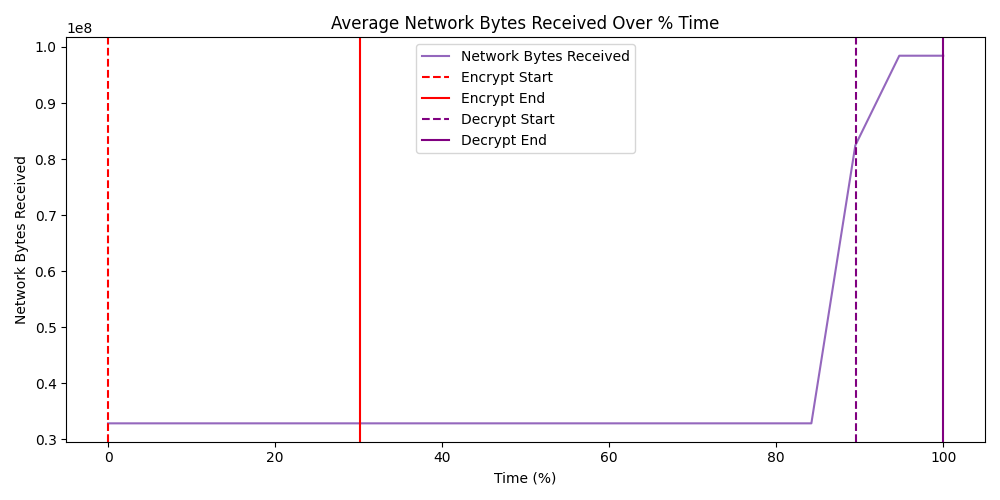 Average Network Bytes Received Over % Time
1e8
1.0
0.9
0.8
0.7
0.6
0.5
0.4
0.3
Network Bytes Received
Network Bytes Received
Encrypt Start
Encrypt End
Decrypt Start
Decrypt End
0 20 40 60 80 100
Time (%)